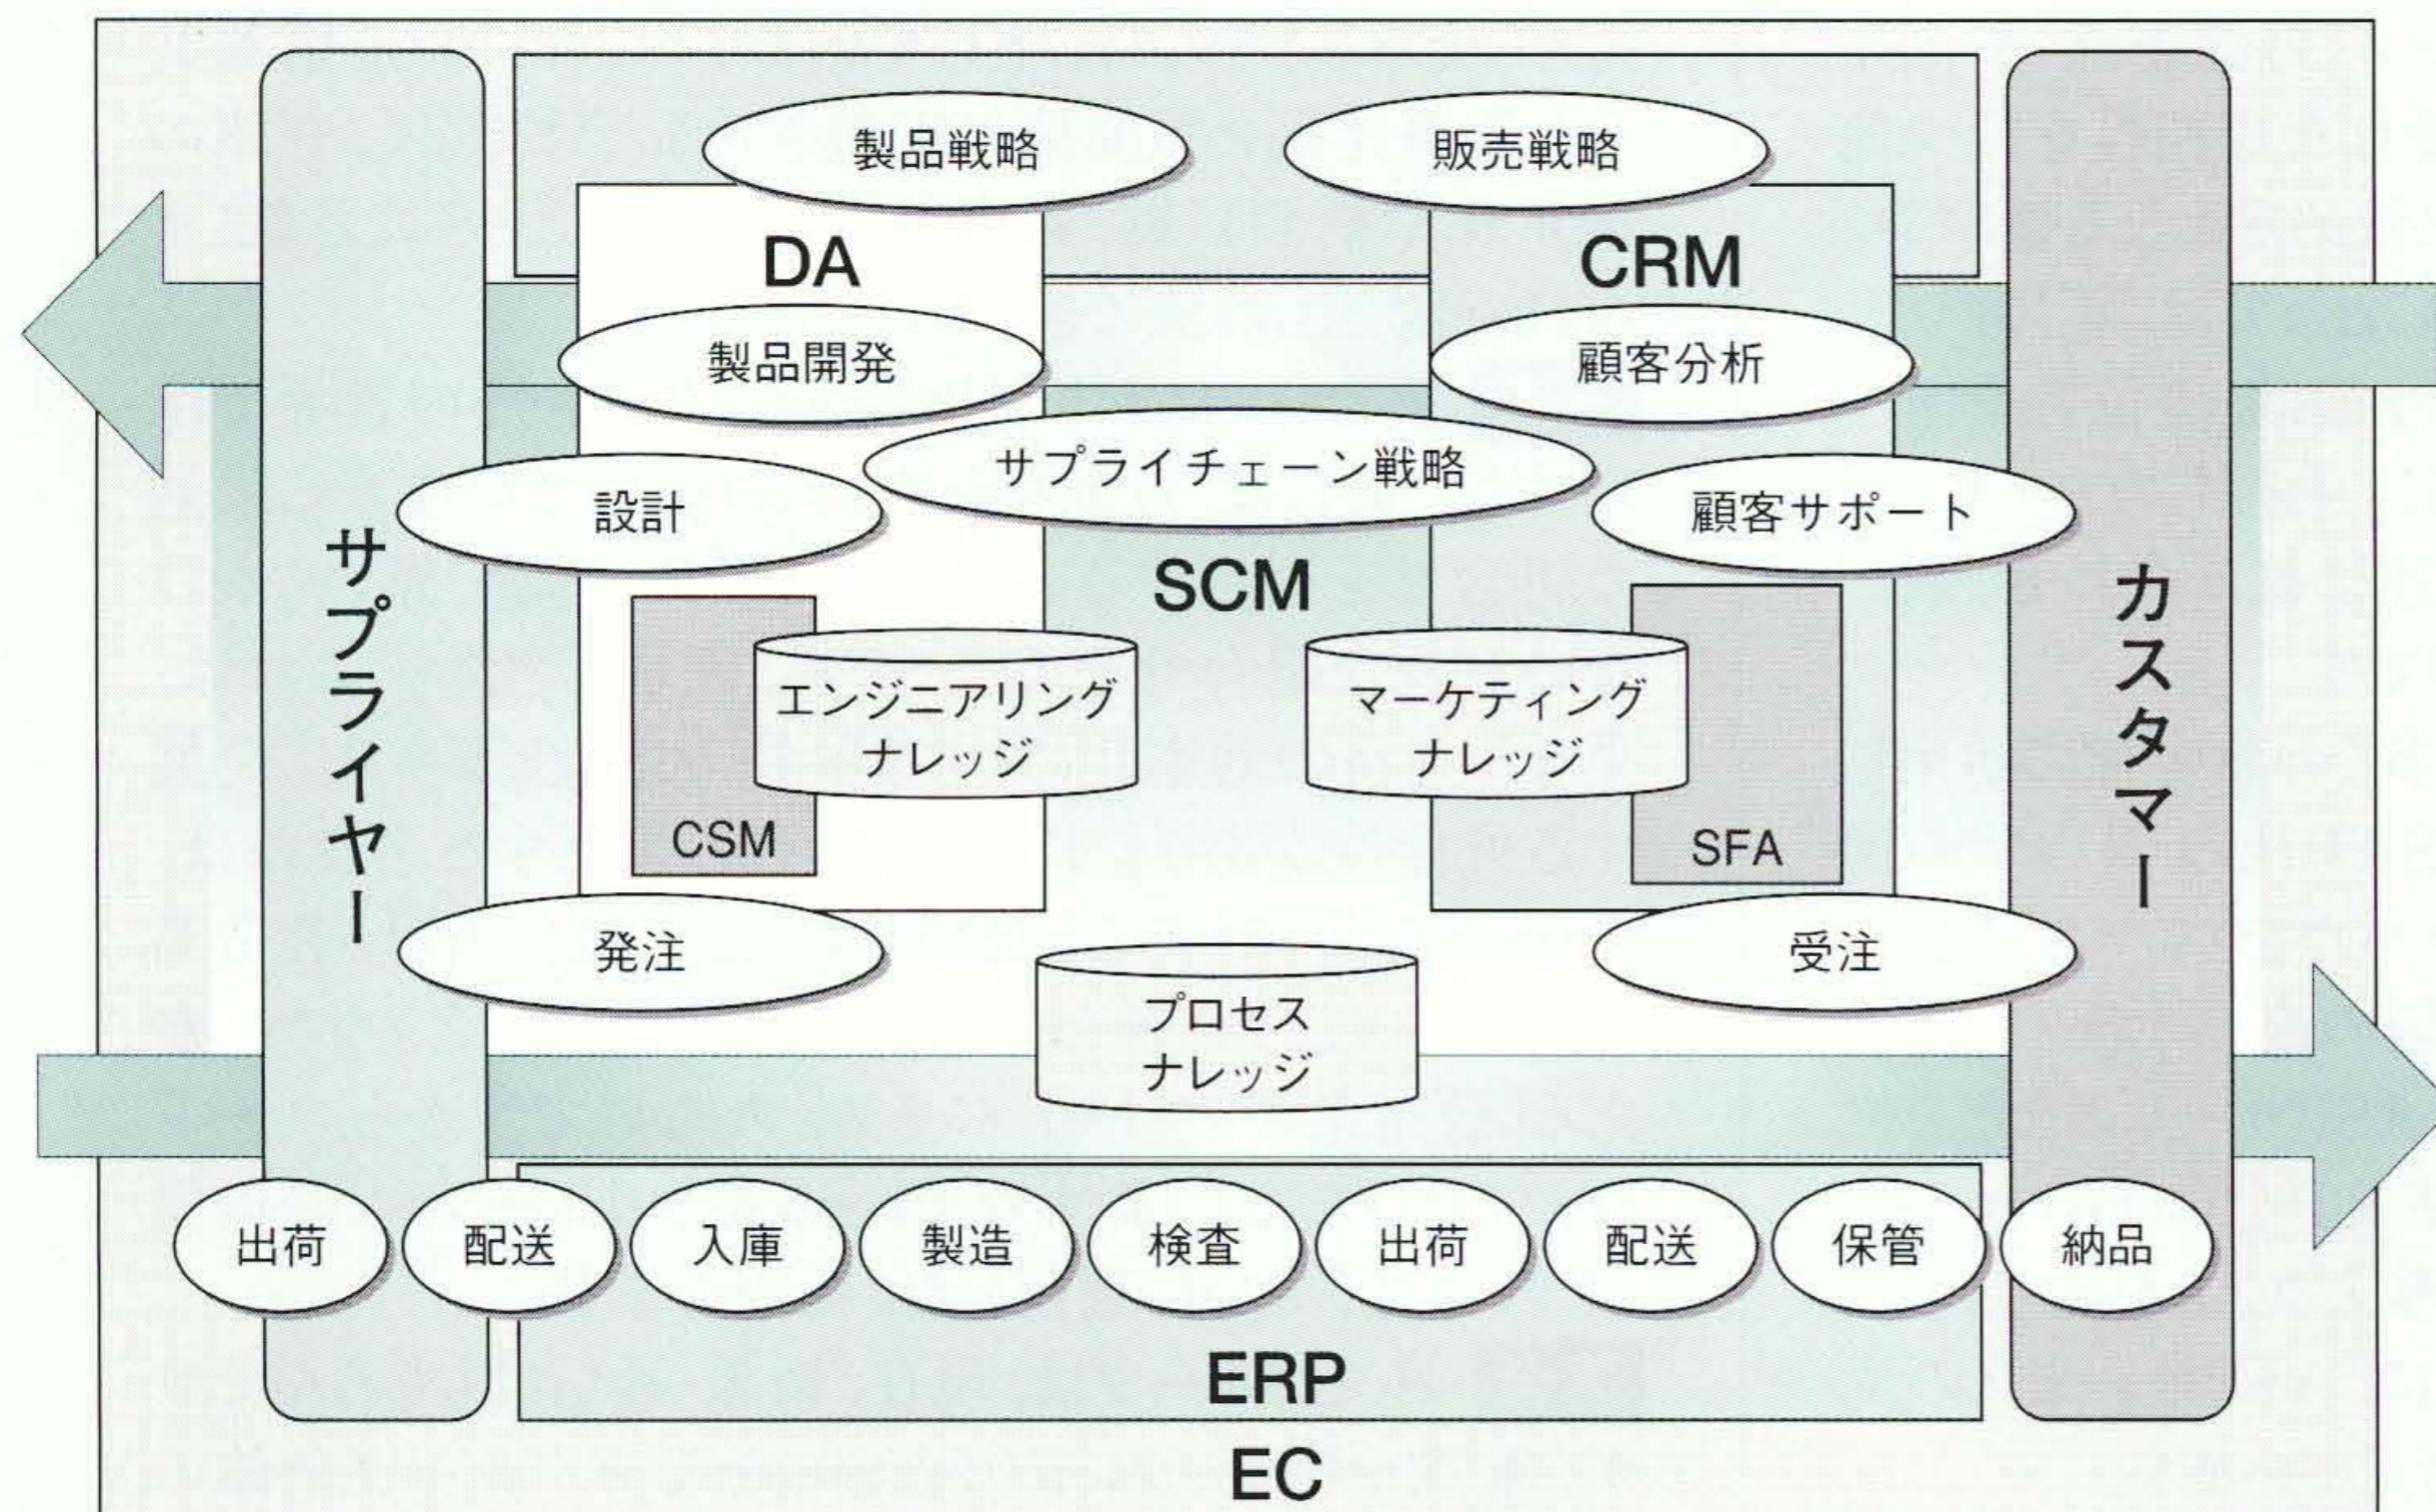 製品戦略
販売戦略
DA
CRM
製品開発
顧客分析
サプライチェーン戦略
設計
顧客サポート
サプライヤー
SCM
カスタマー
エンジニアリング
ナレッジ
マーケティング
ナレッジ
CSM
SFA
発注
受注
プロセス
ナレッジ
出荷
配送
入庫
製造
検査
出荷
配送
保管
納品
ERP
EC